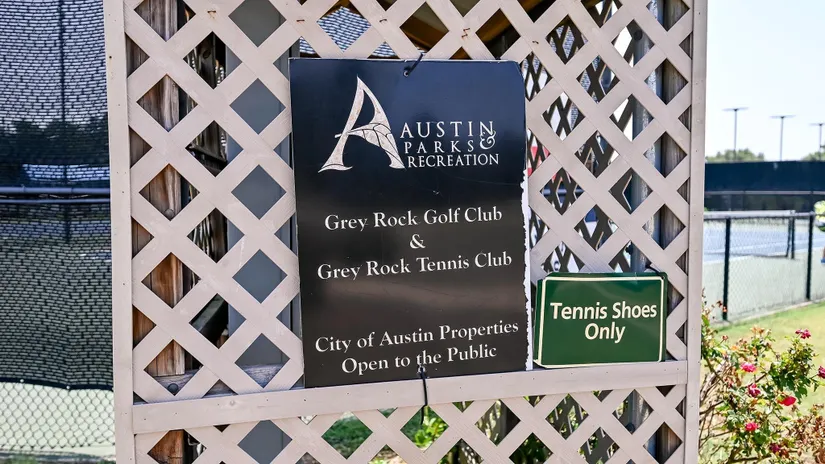 AUSTIN
PARKS &
RECREATION
Grey Rock Golf Club
&
Grey Rock Tennis Club
City of Austin Properties
Open to the Public
Tennis Shoes
Only